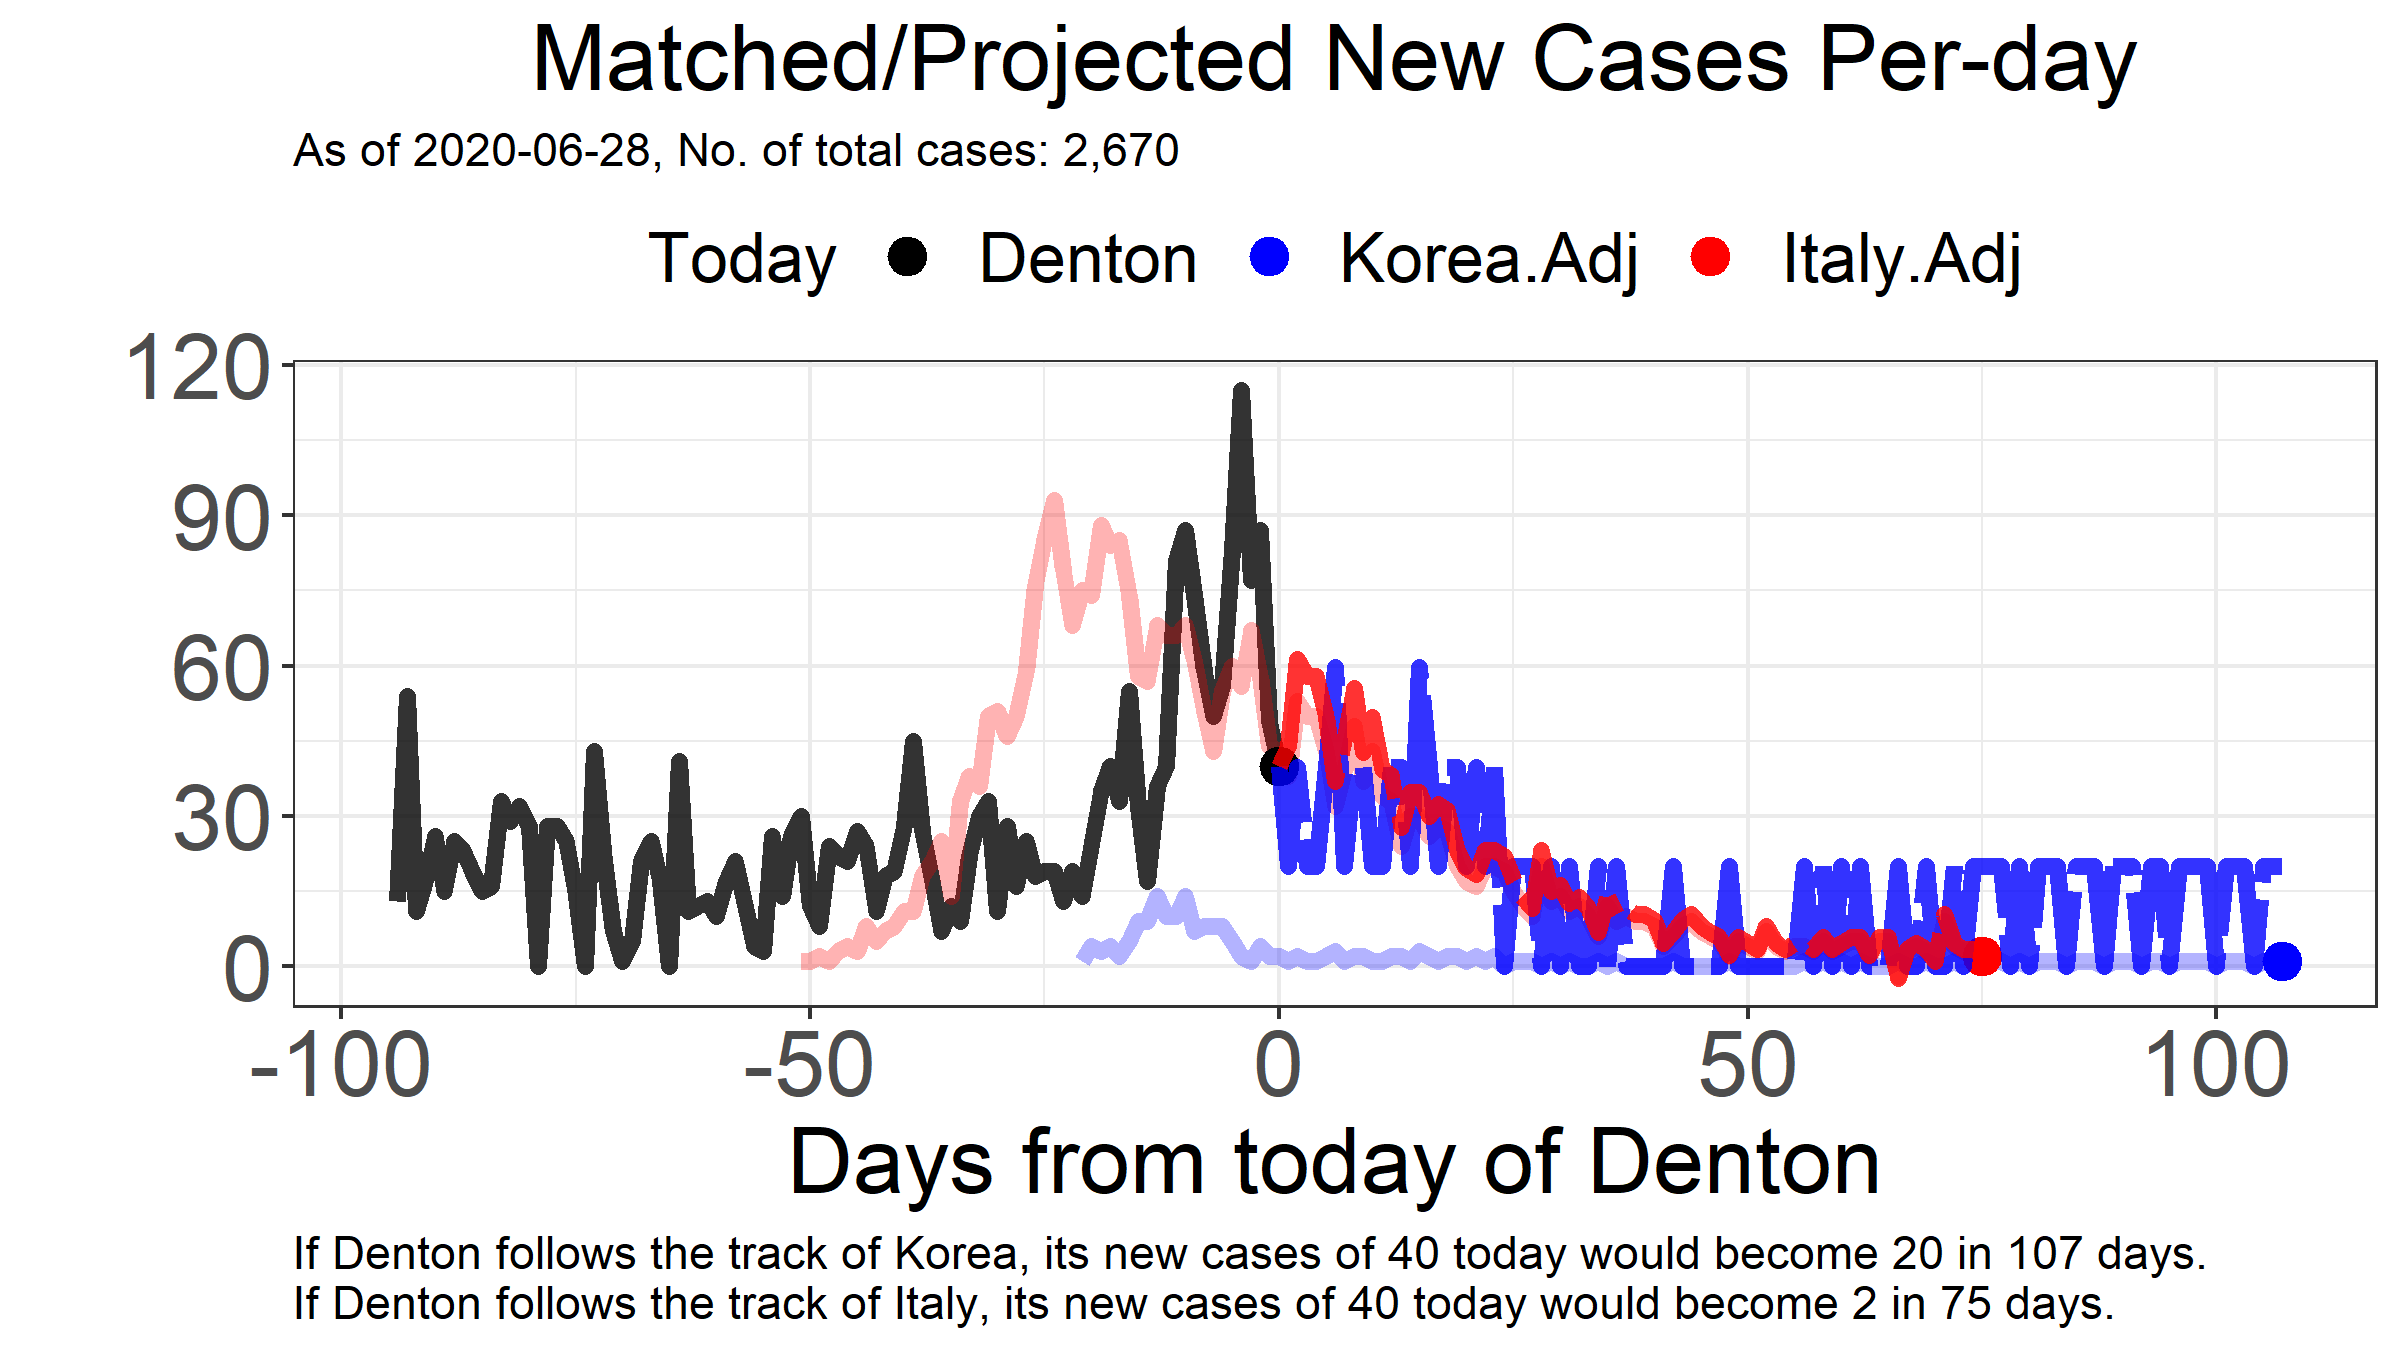 Matched/Projected New Cases Per-day
As of 2020-06-28, No. of total cases: 2,670
Today Denton Korea.Adj Italy.Adj
120
90
60
30
0
-100 -50 0 50 100
Days from today of Denton
If Denton follows the track of Korea, its new cases of 40 today would become 20 in 107 days.
If Denton follows the track of Italy, its new cases of 40 today would become 2 in 75 days.